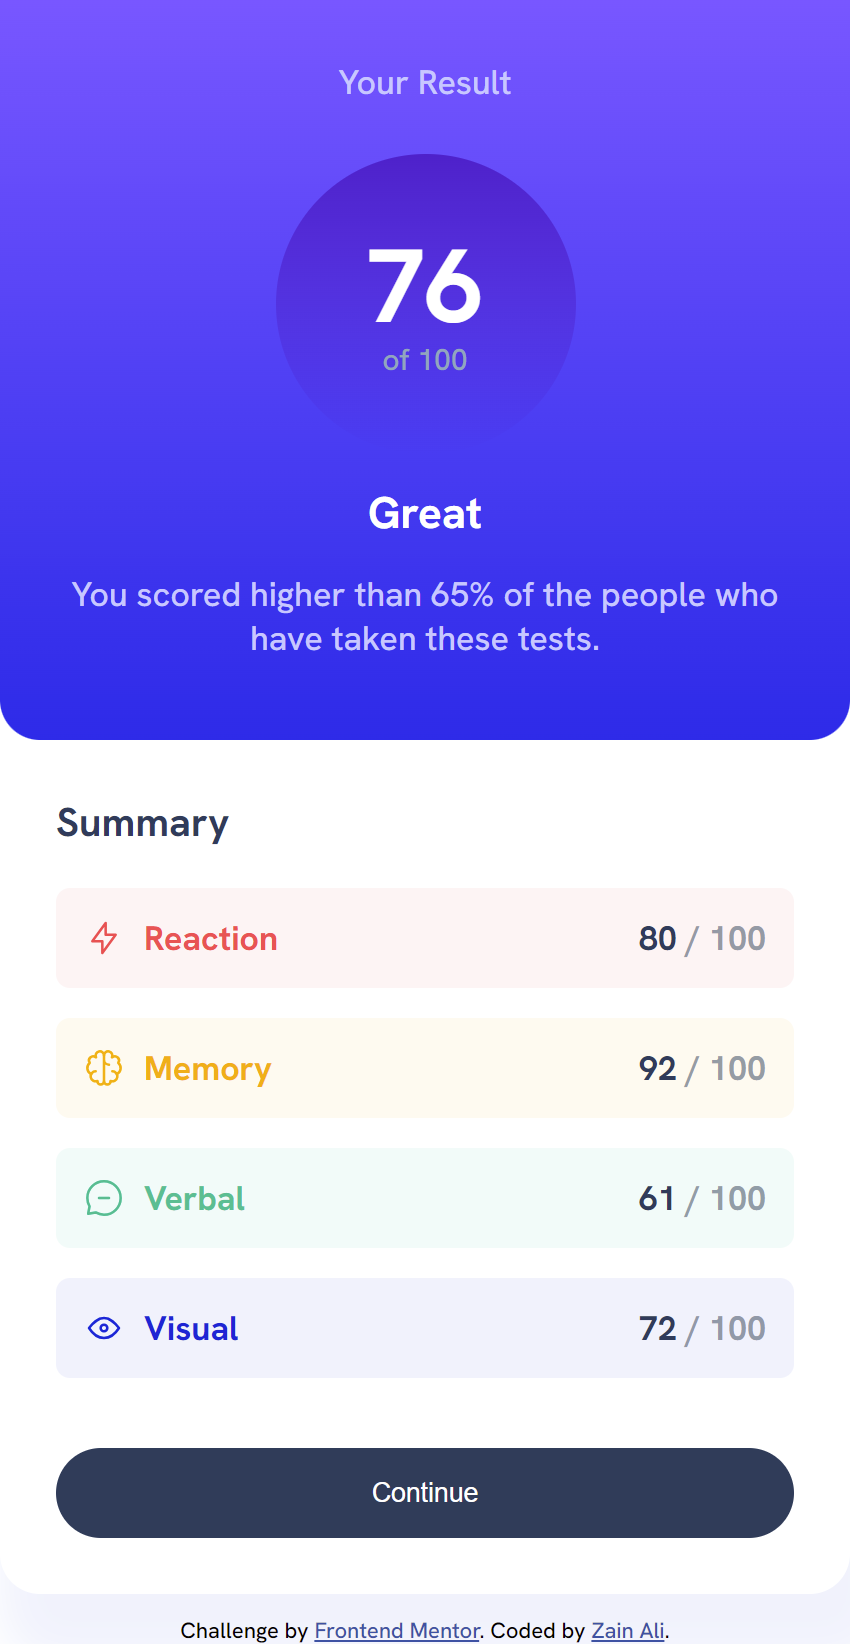 Your Result
76
of 100
Great
You scored higher than 65% of the people who
have taken these tests.
Summary
Reaction 80 / 100
Memory 92 / 100
Verbal 61 / 100
Visual 72 / 100
Continue
Challenge by Frontend Mentor. Coded by Zain Ali.